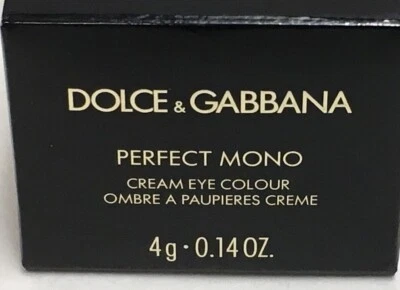 DOLCE & GABBANA
PERFECT MONO
CREAM EYE COLOUR
OMBRE A PAUPIERES CREME
4g · 0.14 OZ.